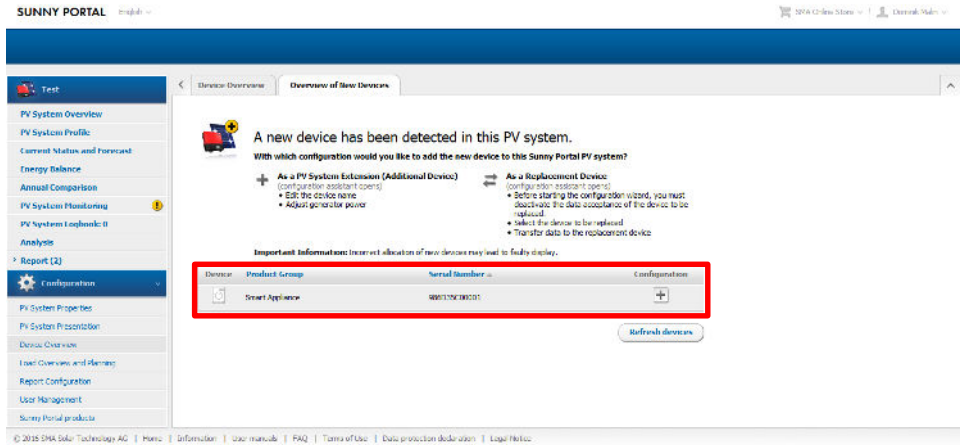 SUNNY PORTAL English
SMA Online Store | Dominik Malm
Test
Device Overview
Overview of New Devices
PV System Overview
PV System Profile
Current Status and Forecast
Energy Balance
Annual Comparison
PV System Monitoring
PV System Logbook: 0
Analysis
Report (2)
Configuration
PV System Properties
PV System Presentation
Device Overview
Load Overview and Planning
Report Configuration
User Management
Sunny Portal products
A new device has been detected in this PV system.
With which configuration would you like to add the new device to this Sunny Portal PV system?
As a PV System Extension (Additional Device)
(configuration assistant opens)
• Edit the device name
• Adjust generator power
As a Replacement Device
(configuration assistant opens)
• Before starting the configuration wizard, you must
deactivate the data acceptance of the device to be
replaced.
• Select the device to be replaced
• Transfer data to the replacement device
Important Information: Incorrect allocation of new devices may lead to faulty display.
Device Product Group Serial Number Configuration
Smart Appliance
Refresh devices
© 2015 SMA Solar Technology AG | Home | Information | User manuals | FAQ | Terms of Use | Data protection declaration | Legal Notice